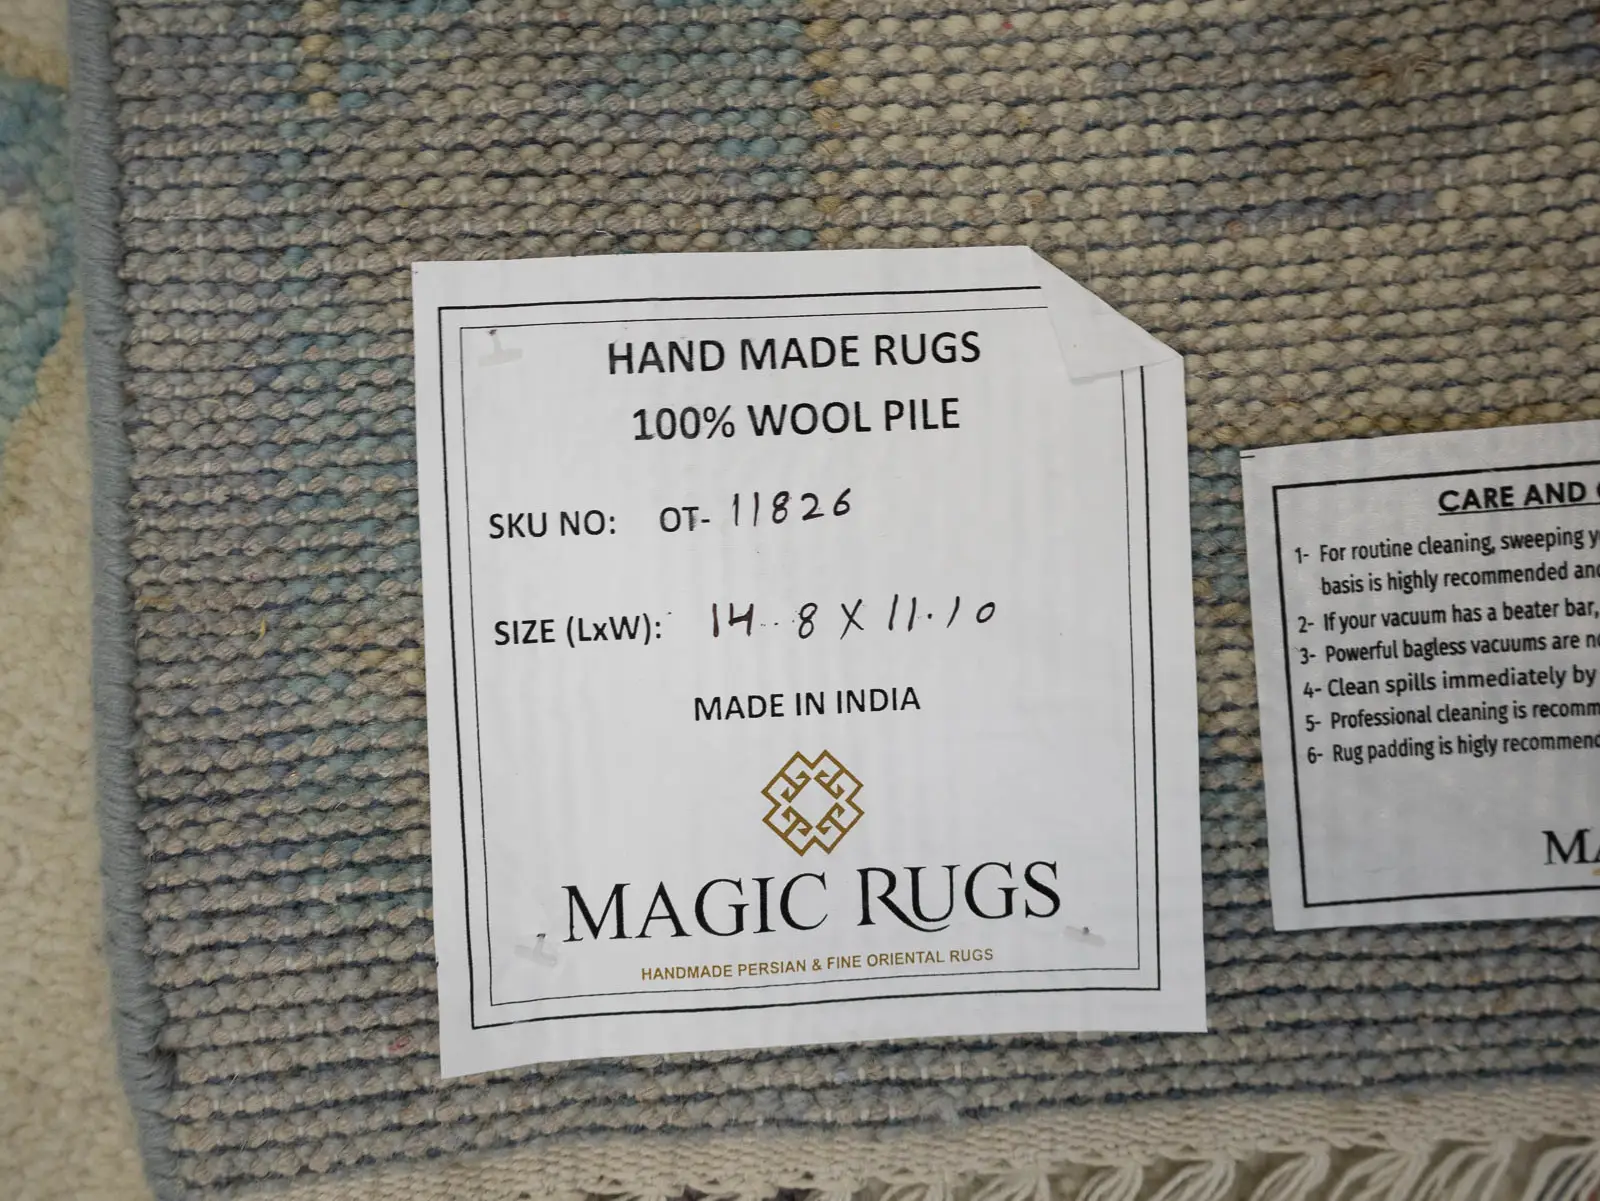 HAND MADE RUGS
100% WOOL PILE
SKU NO: OT- 11826
SIZE (LxW): 14.8 X 11.10
MADE IN INDIA
MAGIC RUGS
HANDMADE PERSIAN & FINE ORIENTAL RUGS
CARE AND
1- For routine cleaning, sweeping
basis is highly recommended
2- If your vacuum has a beater bar,
3- Powerful bagless vacuums are
4- Clean spills immediately by
5- Professional cleaning is
6- Rug padding is higly